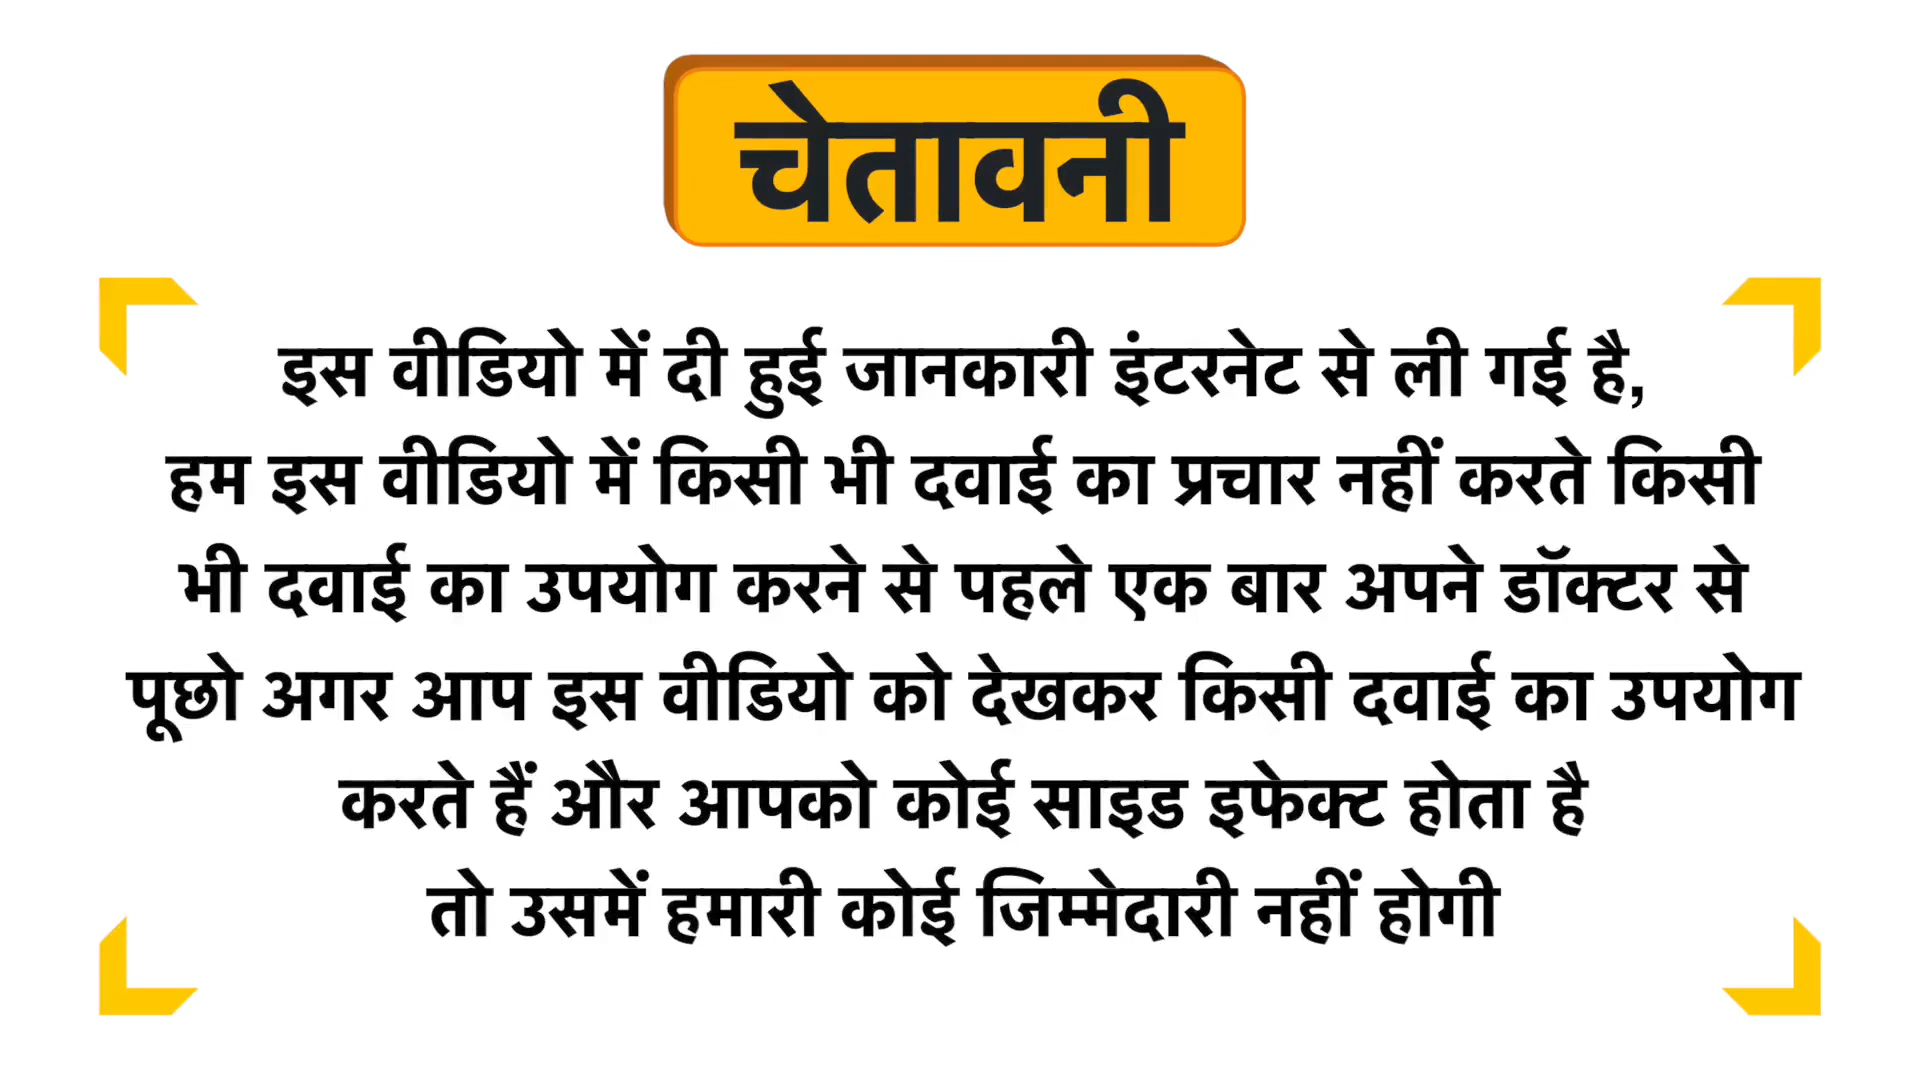 चेतावनी
इस वीडियो में दी हुई जानकारी इंटरनेट से ली गई है,
हम इस वीडियो में किसी भी दवाई का प्रचार नहीं करते किसी
भी दवाई का उपयोग करने से पहले एक बार अपने डॉक्टर से
पूछो अगर आप इस वीडियो को देखकर किसी दवाई का उपयोग
करते हैं और आपको कोई साइड इफेक्ट होता है
तो उसमें हमारी कोई जिम्मेदारी नहीं होगी